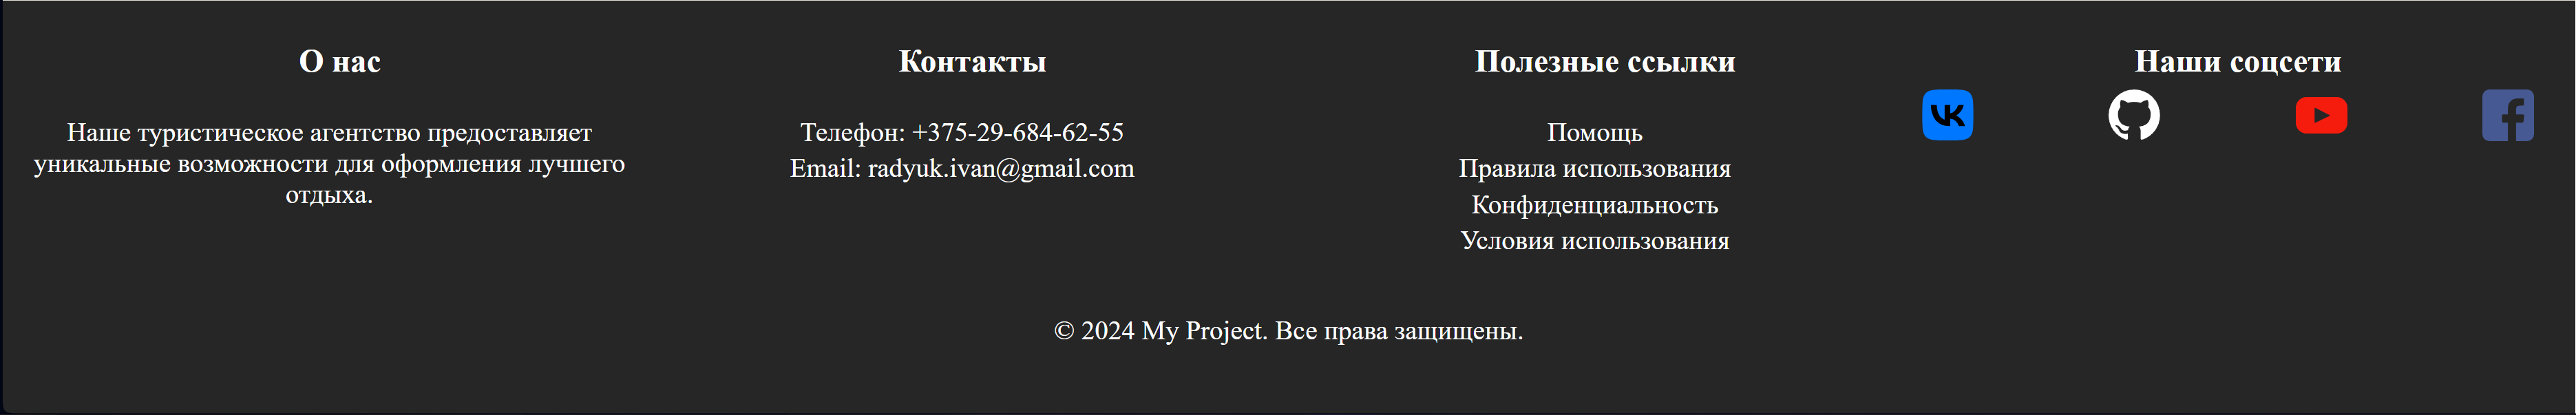 О нас
Наше туристическое агентство предоставляет
уникальные возможности для оформления лучшего
отдыха.
Контакты
Телефон: +375-29-684-62-55
Email: radyuk.ivan@gmail.com
Полезные ссылки
Помощь
Правила использования
Конфиденциальность
Условия использования
Наши соцсети
© 2024 My Project. Все права защищены.